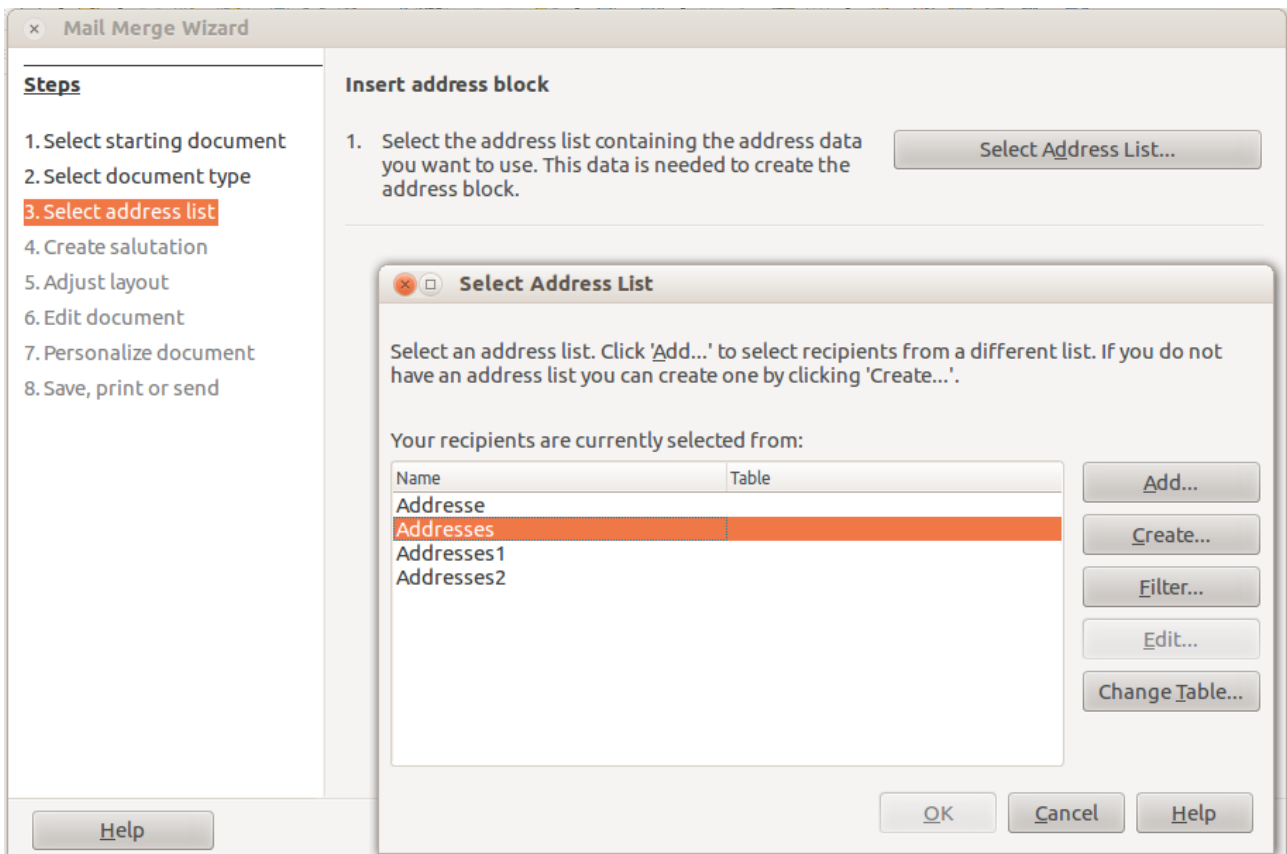 Mail Merge Wizard
Steps
1. Select starting document
2. Select document type
3. Select address list
4. Create salutation
5. Adjust layout
6. Edit document
7. Personalize document
8. Save, print or send
Help
Insert address block
1. Select the address list containing the address data
you want to use. This data is needed to create the
address block.
Select Address List...
Select Address List
Select an address list. Click 'Add...' to select recipients from a different list. If you do not
have an address list you can create one by clicking 'Create...'.
Your recipients are currently selected from:
Name Table
Addresse
Addresses
Addresses1
Addresses2
Add...
Create...
Filter...
Edit...
Change Table...
OK Cancel Help